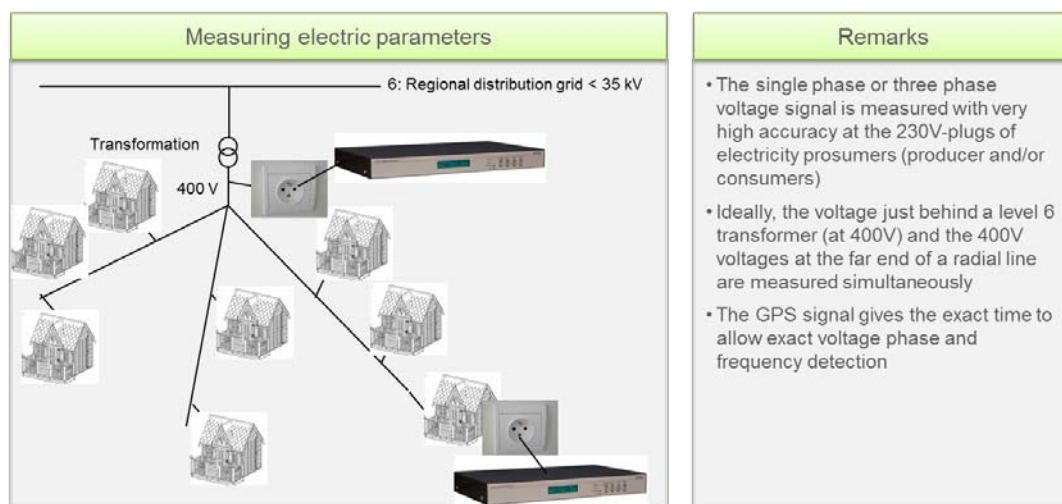 Measuring electric parameters
6: Regional distribution grid < 35 kV
Transformation
400 V
Remarks
• The single phase or three phase
voltage signal is measured with very
high accuracy at the 230V-plugs of
electricity prosumers (producer and/or
consumers)
• Ideally, the voltage just behind a level 6
transformer (at 400V) and the 400V
voltages at the far end of a radial line
are measured simultaneously
• The GPS signal gives the exact time to
allow exact voltage phase and
frequency detection